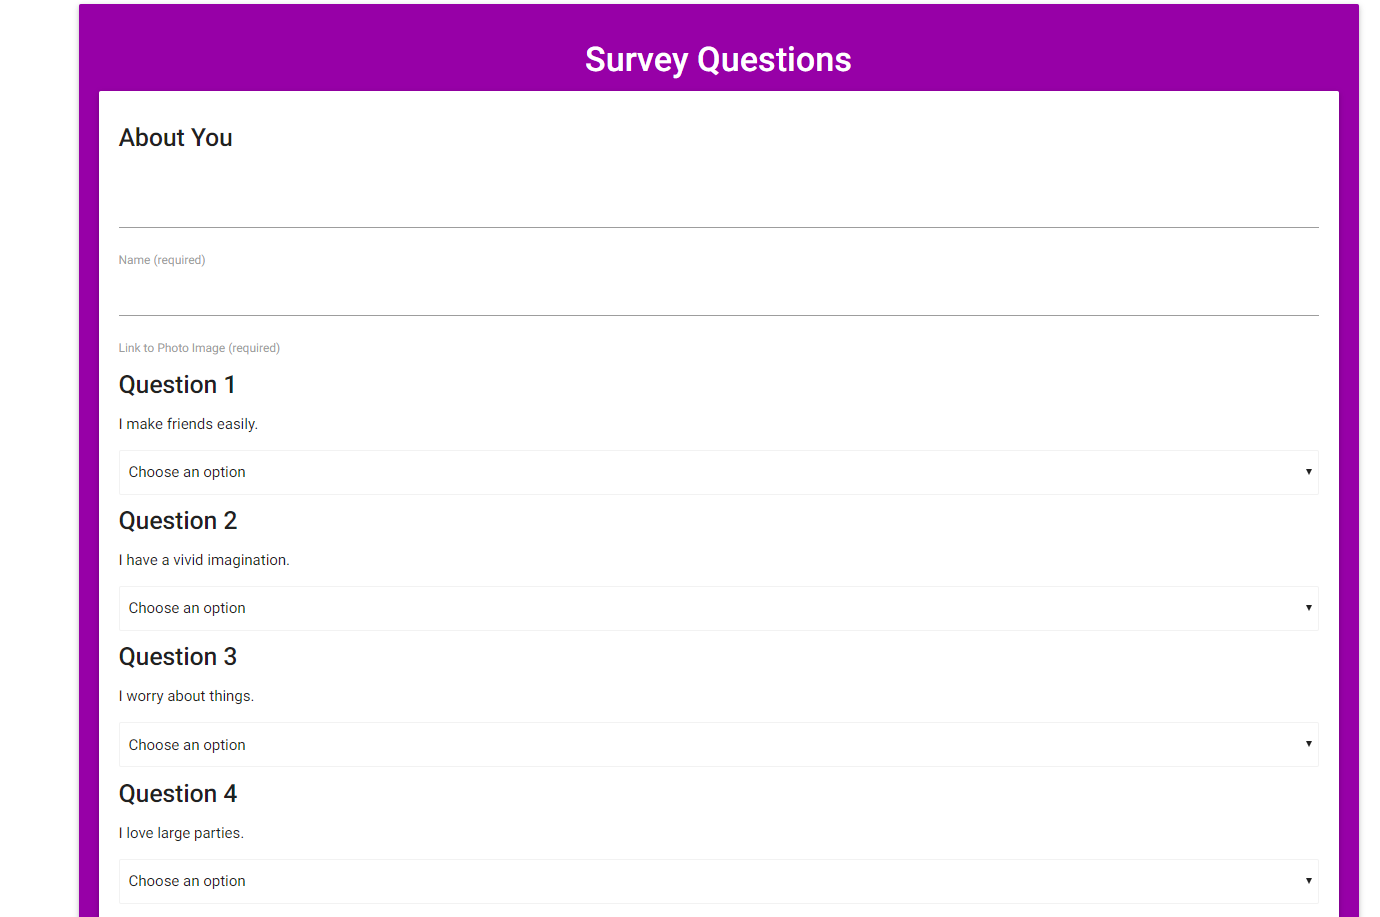 Survey Questions
About You
Name (required)
Link to Photo Image (required)
Question 1
I make friends easily.
Choose an option
Question 2
I have a vivid imagination.
Choose an option
Question 3
I worry about things.
Choose an option
Question 4
I love large parties.
Choose an option